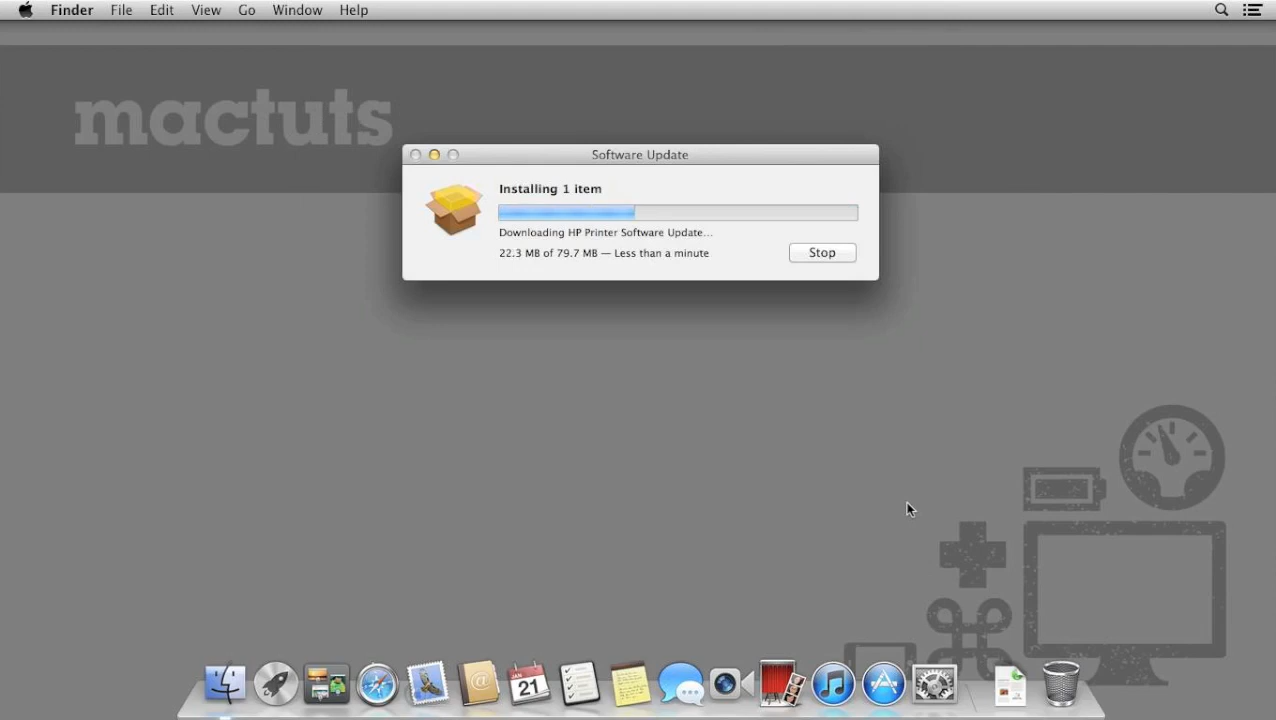 Finder File Edit View Go Window Help
mactuts
Software Update
Installing 1 item
Downloading HP Printer Software Update...
22.3 MB of 79.7 MB — Less than a minute
Stop
JAN
21